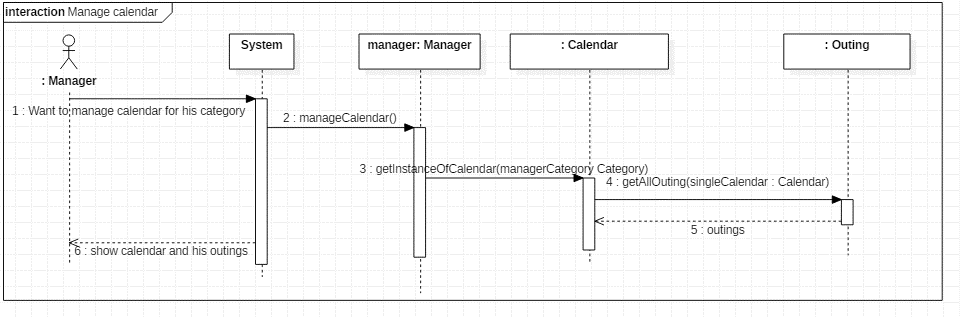 interaction Manage calendar
System
manager: Manager
: Calendar
: Outing
: Manager
1 : Want to manage calendar for his category
2 : manageCalendar()
3 : getInstanceOfCalendar(managerCategory Category)
4 : getAllOuting(singleCalendar : Calendar)
5 : outings
6 : show calendar and his outings